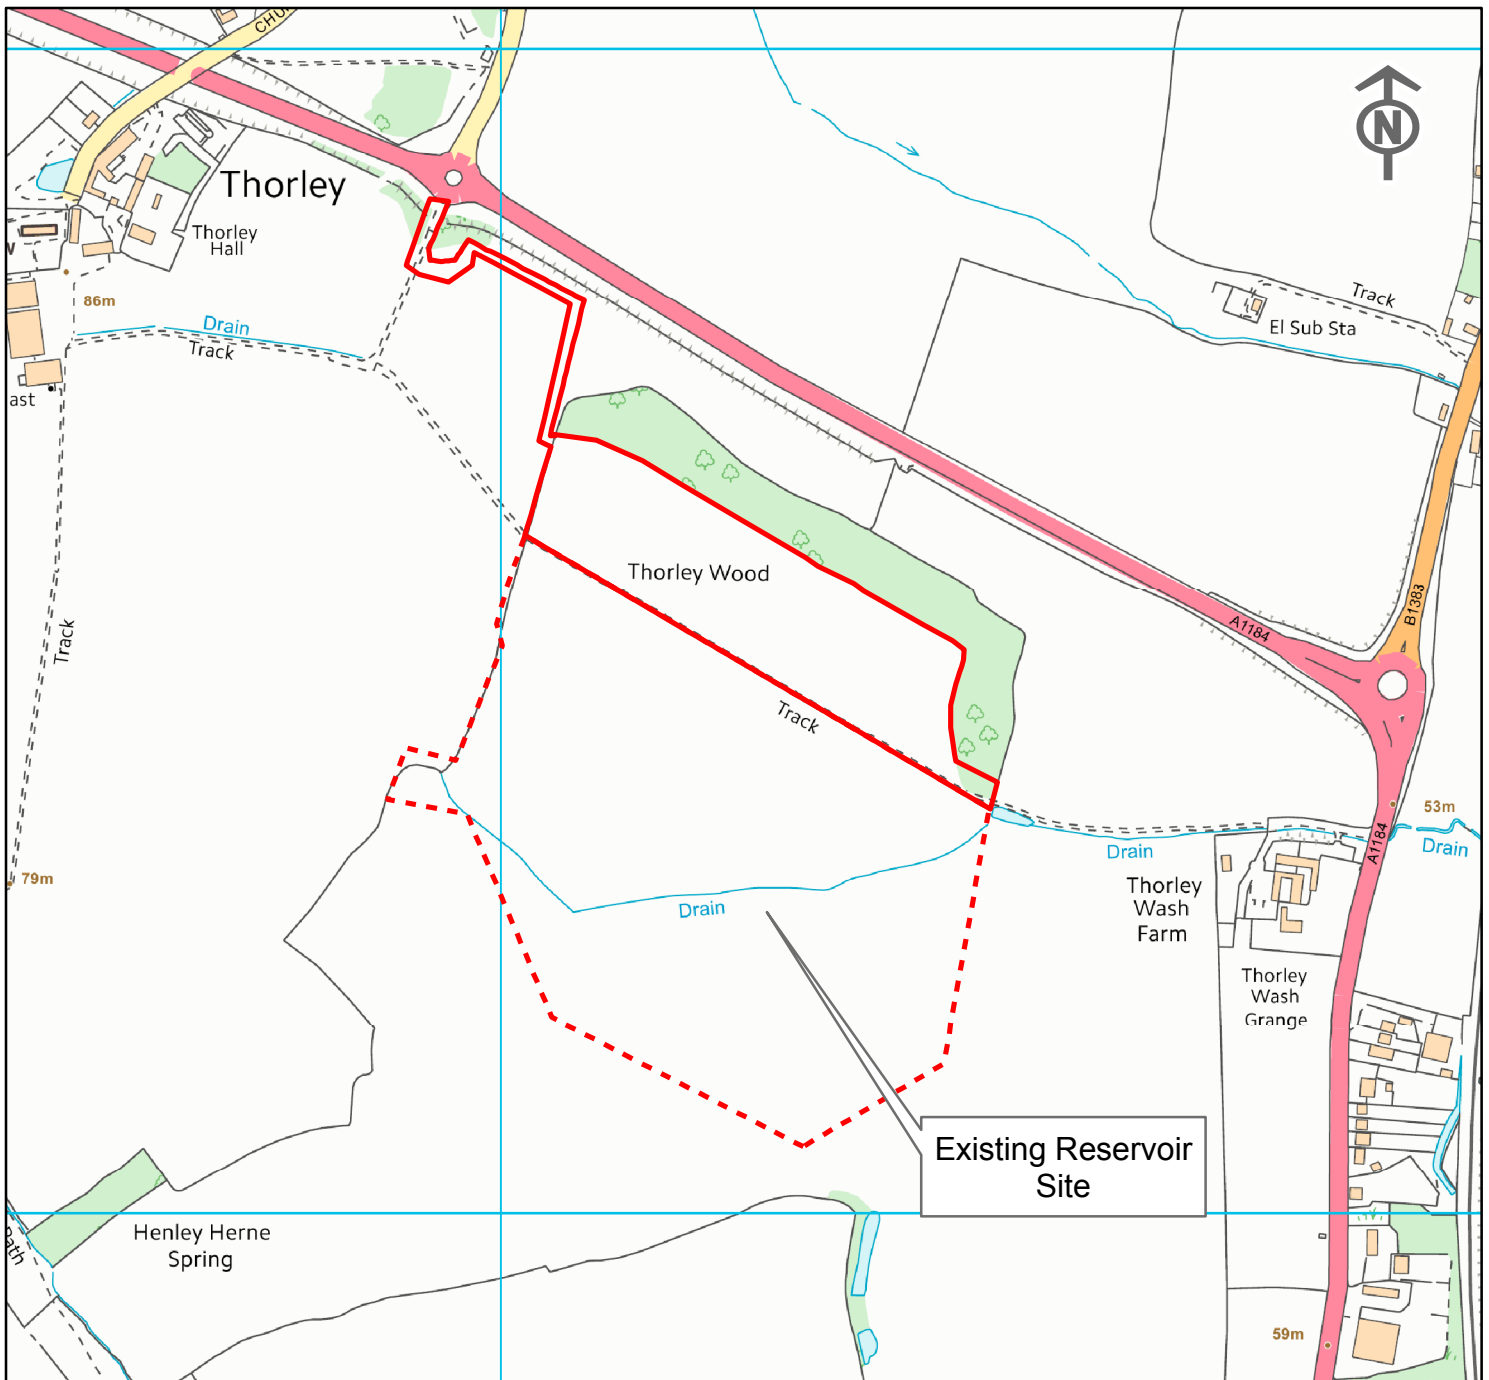 N
Thorley
Thorley
Hall
86m
Drain
Track
ast
Track
El Sub Sta
Thorley Wood
Track
Track
A1184
B1383
A1184
53m
Drain
Drain
Drain
79m
Thorley
Wash
Farm
Thorley
Wash
Grange
Existing Reservoir
Site
Henley Herne
Spring
Path
59m